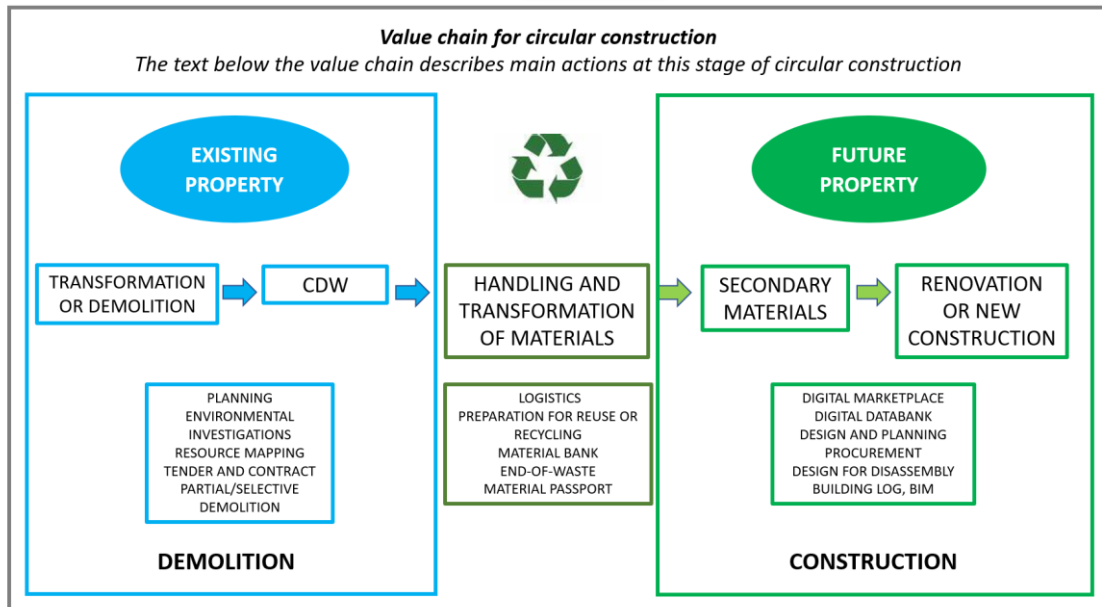 Value chain for circular construction
The text below the value chain describes main actions at this stage of circular construction
EXISTING
PROPERTY
FUTURE
PROPERTY
TRANSFORMATION
OR DEMOLITION
CDW
HANDLING AND
TRANSFORMATION
OF MATERIALS
SECONDARY
MATERIALS
RENOVATION
OR NEW
CONSTRUCTION
PLANNING
ENVIRONMENTAL
INVESTIGATIONS
RESOURCE MAPPING
TENDER AND CONTRACT
PARTIAL/SELECTIVE
DEMOLITION
LOGISTICS
PREPARATION FOR REUSE OR
RECYCLING
MATERIAL BANK
END-OF-WASTE
MATERIAL PASSPORT
DIGITAL MARKETPLACE
DIGITAL DATABANK
DESIGN AND PLANNING
PROCUREMENT
DESIGN FOR DISASSEMBLY
BUILDING LOG, BIM
DEMOLITION
CONSTRUCTION